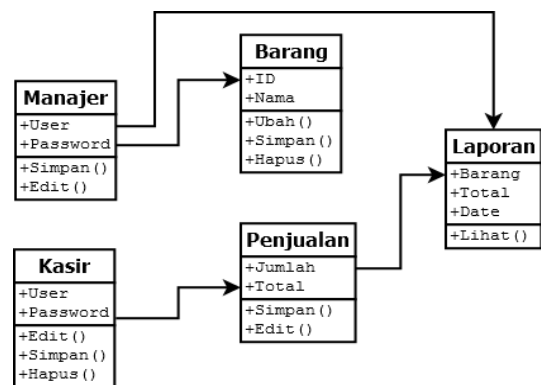 Manajer
+User
+Password
+Simpan()
+Edit()
Barang
+ID
+Nama
+Ubah()
+Simpan()
+Hapus()
Laporan
+Barang
+Total
+Date
+Lihat()
Kasir
+User
+Password
+Edit()
+Simpan()
+Hapus()
Penjualan
+Jumlah
+Total
+Simpan()
+Edit()